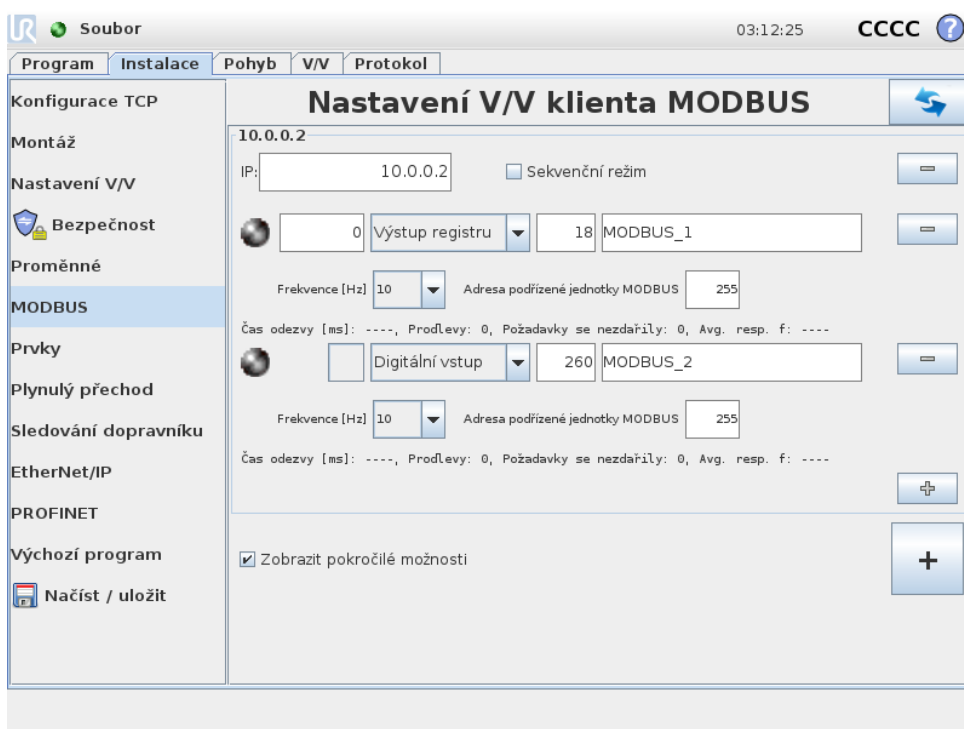 UR Soubor 03:12:25 CCCC ?
Program Instalace Pohyb V/V Protokol
Konfigurace TCP
Montáž
Nastavení V/V
Bezpečnost
Proměnné
MODBUS
Prvky
Plynulý přechod
Sledování dopravníku
EtherNet/IP
PROFINET
Výchozí program
Načíst / uložit
Nastavení V/V klienta MODBUS
10.0.0.2
IP: 10.0.0.2 Sekvenční režim
0 Výstup registru 18 MODBUS_1
Frekvence [Hz] 10 Adresa podřízené jednotky MODBUS 255
Čas odezvy [ms]: ----, Prodlevy: 0, Požadavky se nezdařily: 0, Avg. resp. f: ----
Digitální vstup 260 MODBUS_2
Frekvence [Hz] 10 Adresa podřízené jednotky MODBUS 255
Čas odezvy [ms]: ----, Prodlevy: 0, Požadavky se nezdařily: 0, Avg. resp. f: ----
Zobrazit pokročilé možnosti